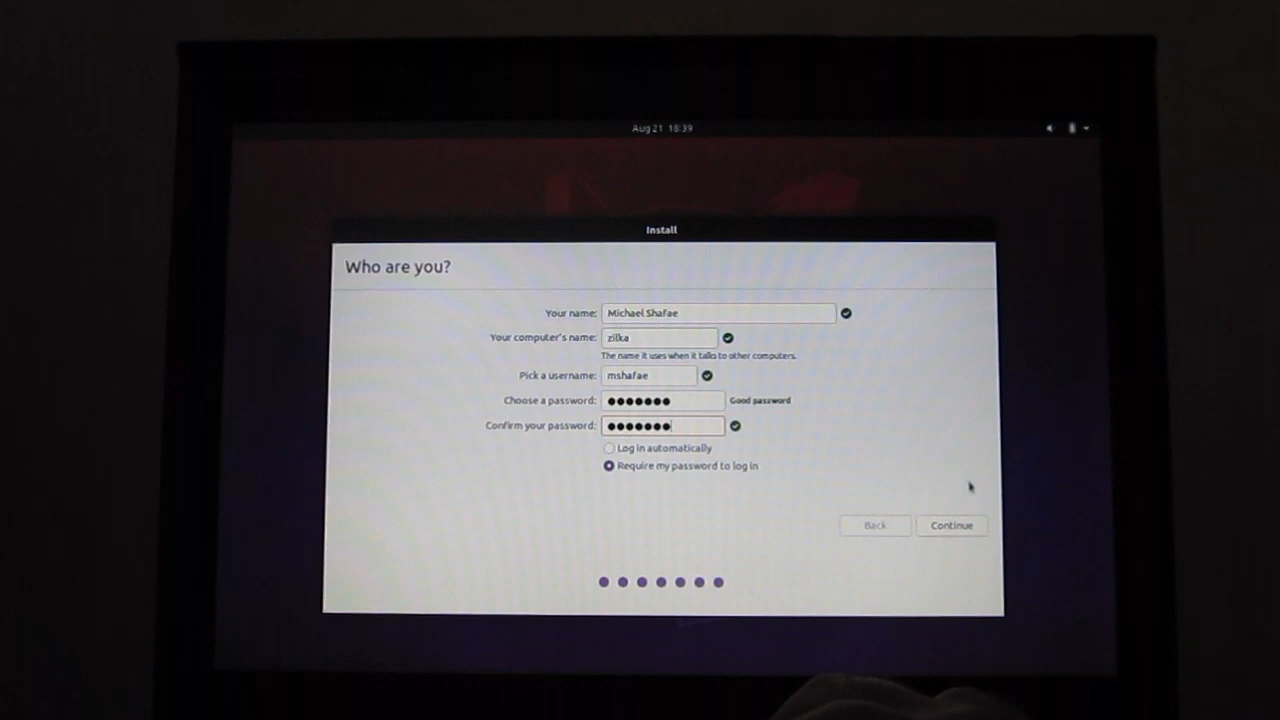 Aug 21 18:39
Install
Who are you?
Your name: Michael Shafae
Your computer's name: zilka
The name it uses when it talks to other computers.
Pick a username: mshafae
Choose a password: ●●●●●●● Good password
Confirm your password: ●●●●●●●
Log in automatically
Require my password to log in
Back Continue